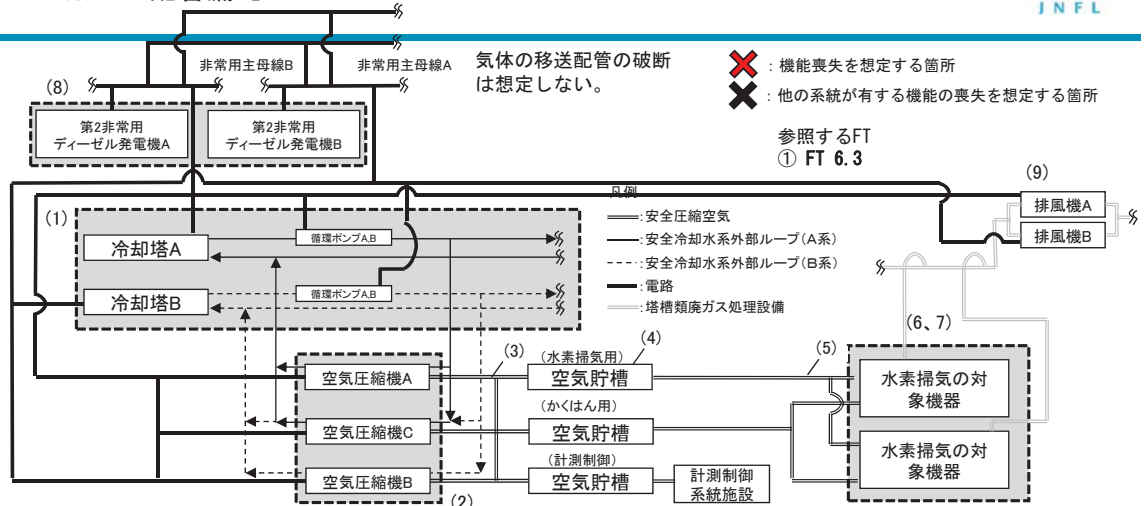 JNFL
非常用主母線B
非常用主母線A
気体の移送配管の破断
は想定しない。
：機能喪失を想定する箇所
：他の系統が有する機能の喪失を想定する箇所
参照するFT
① FT 6.3
(8)
第2非常用
ディーゼル発電機A
第2非常用
ディーゼル発電機B
(9)
排風機A
排風機B
(1)
冷却塔A
循環ポンプA,B
冷却塔B
循環ポンプA,B
凡例
:安全圧縮空気
:安全冷却水系外部ループ(A系)
:安全冷却水系外部ループ(B系)
:電路
:塔槽類廃ガス処理設備
(6、7)
(2)
空気圧縮機A
空気圧縮機C
空気圧縮機B
(3)
(水素掃気用)
(4)
空気貯槽
(かくはん用)
空気貯槽
(計測制御)
空気貯槽
計測制御
系統施設
(5)
水素掃気の対
象機器
水素掃気の対
象機器